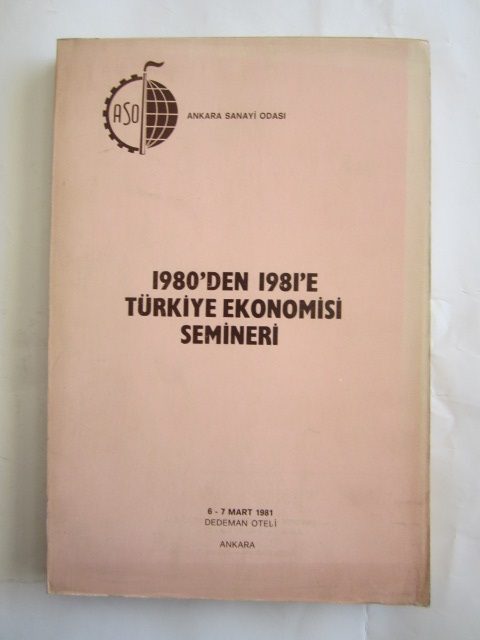 ASO
ANKARA SANAYİ ODASI
1980'DEN 1981'E
TÜRKİYE EKONOMİSİ
SEMİNERİ
6 - 7 MART 1981
DEDEMAN OTELİ
ANKARA